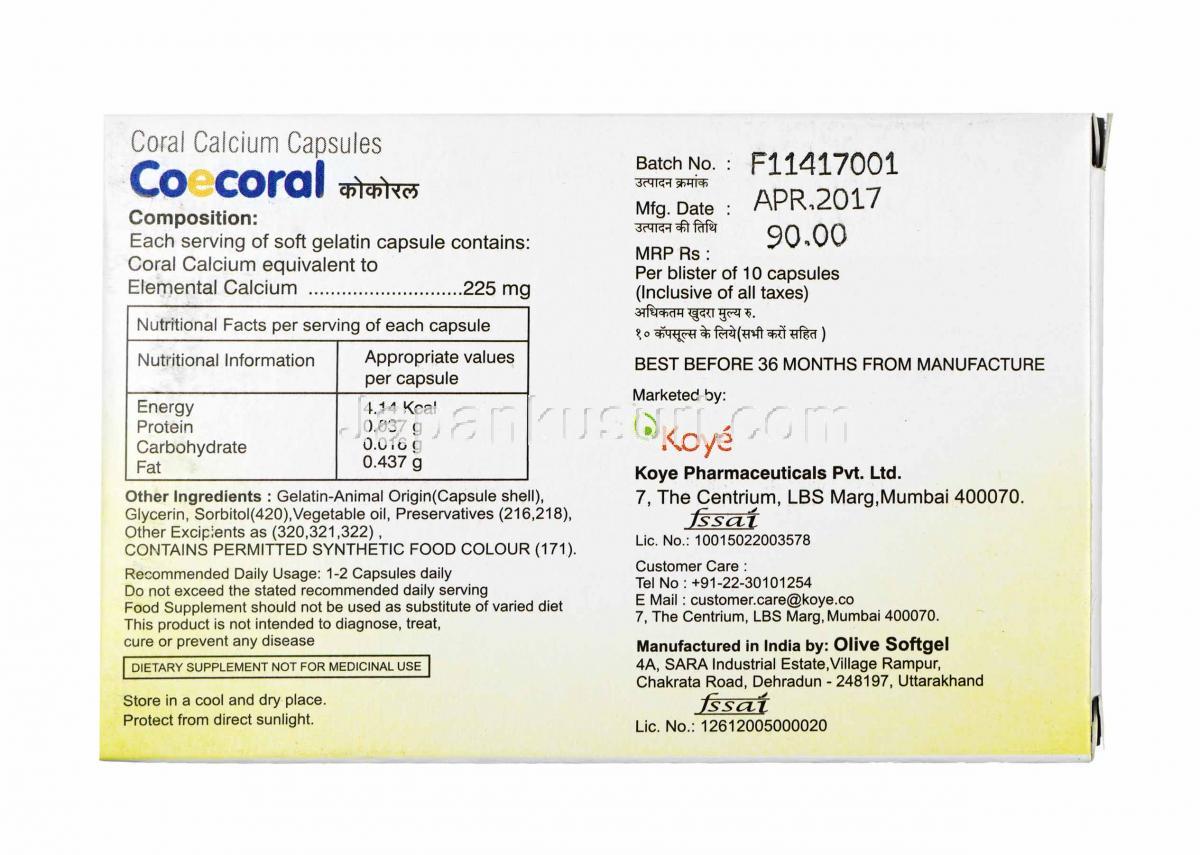 Coral Calcium Capsules
Coecoral कोकोरल
Composition:
Each serving of soft gelatin capsule contains:
Coral Calcium equivalent to
Elemental Calcium ............................225 mg
Nutritional Facts per serving of each capsule
Nutritional Information
Appropriate values
per capsule
Energy 4.14 Kcal
Protein g
Carbohydrate 0.016 g
Fat 0.437 g
Other Ingredients : Gelatin-Animal Origin(Capsule shell),
Glycerin, Sorbitol(420),Vegetable oil, Preservatives (216,218),
Other Excipients as (320,321,322) ,
CONTAINS PERMITTED SYNTHETIC FOOD COLOUR (171).
Recommended Daily Usage: 1-2 Capsules daily
Do not exceed the stated recommended daily serving
Food Supplement should not be used as substitute of varied diet
This product is not intended to diagnose, treat,
cure or prevent any disease
DIETARY SUPPLEMENT NOT FOR MEDICINAL USE
Store in a cool and dry place.
Protect from direct sunlight.
Batch No. : F11417001
उत्पादन क्रमांक
Mfg. Date : APR.2017
उत्पादन की तिथि
90.00
MRP Rs :
Per blister of 10 capsules
(Inclusive of all taxes)
अधिकतम खुदरा मुल्य रु.
१० कॅपसूल्स के लिये(सभी करों सहित )
BEST BEFORE 36 MONTHS FROM MANUFACTURE
Marketed by:
Koyé
Koye Pharmaceuticals Pvt. Ltd.
7, The Centrium, LBS Marg,Mumbai 400070.
fssai
Lic. No.: 10015022003578
Customer Care :
Tel No : +91-22-30101254
E Mail : customer.care@koye.co
7, The Centrium, LBS Marg, Mumbai 400070.
Manufactured in India by: Olive Softgel
4A, SARA Industrial Estate,Village Rampur,
Chakrata Road, Dehradun - 248197, Uttarakhand
fssai
Lic. No.: 12612005000020
Japankusuri.com